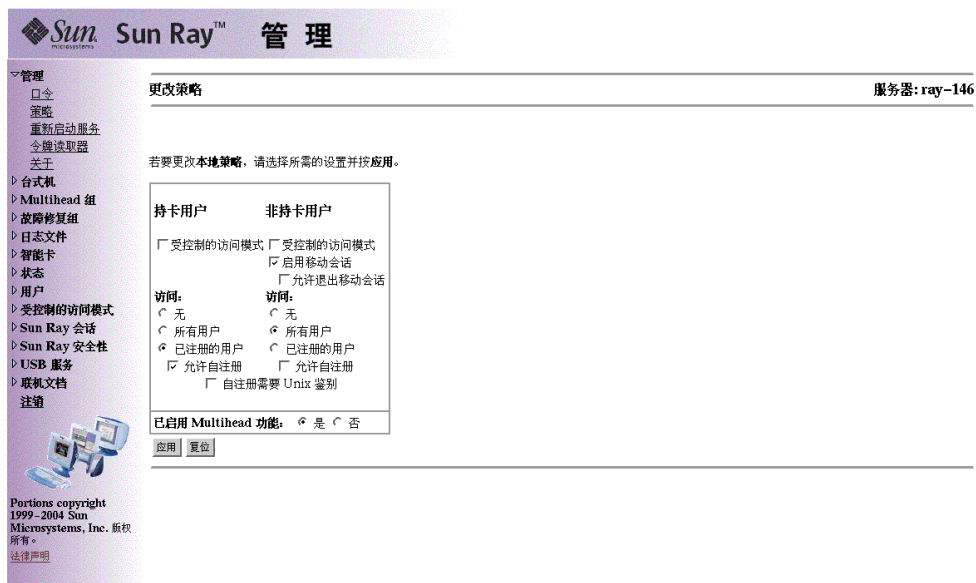 Sun microsystems Sun Ray™ 管 理
管理
口令
策略
重新启动服务
令牌读取器
关于
台式机
Multihead 组
故障修复组
日志文件
智能卡
状态
用户
受控制的访问模式
Sun Ray 会话
Sun Ray 安全性
USB 服务
联机文档
注销
Portions copyright
1999-2004 Sun
Microsystems, Inc. 版权
所有。
法律声明
更改策略 服务器: ray-146
若要更改本地策略，请选择所需的设置并按应用。
持卡用户 非持卡用户
受控制的访问模式 受控制的访问模式
启用移动会话
允许退出移动会话
访问： 访问：
无 无
所有用户 所有用户
已注册的用户 已注册的用户
允许自注册 允许自注册
自注册需要 Unix 鉴别
已启用 Multihead 功能： 是 否
应用 复位